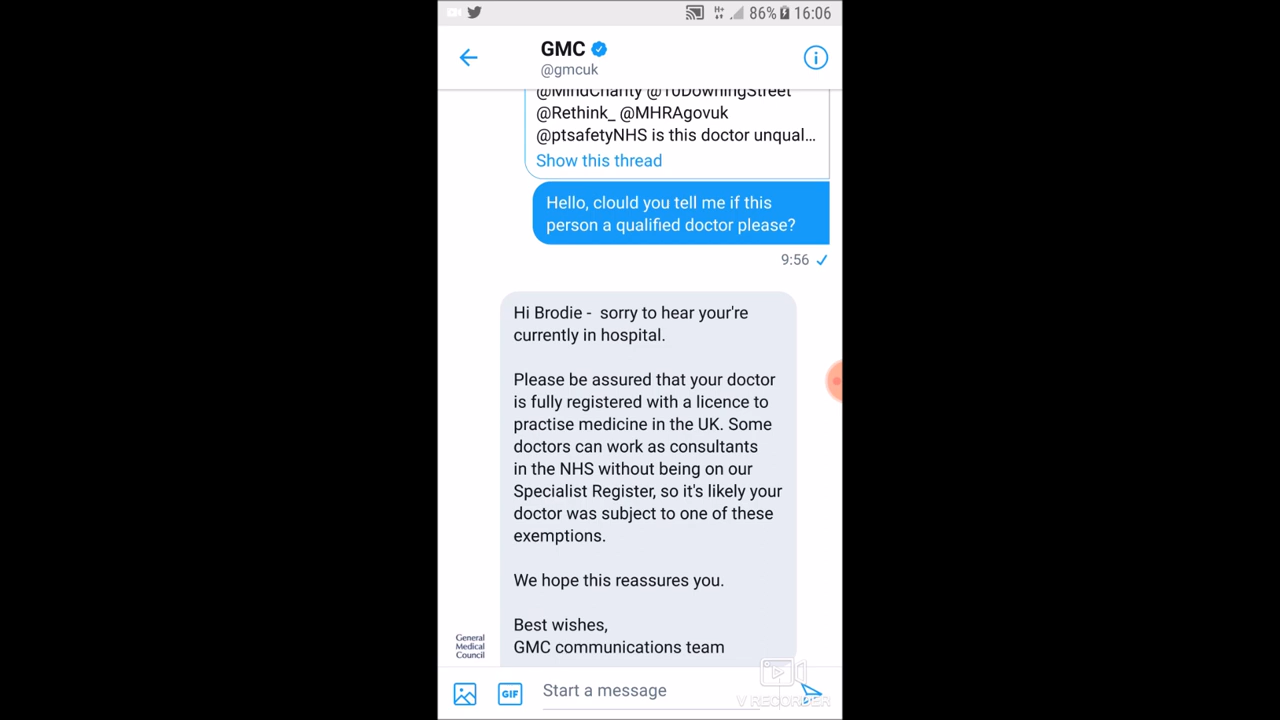 86% 16:06
GMC
@gmcuk
@MindCharity @10DowningStreet
@Rethink_ @MHRAgovuk
@ptsafetyNHS is this doctor unqual...
Show this thread
Hello, clould you tell me if this
person a qualified doctor please?
9:56
Hi Brodie - sorry to hear your're
currently in hospital.
Please be assured that your doctor
is fully registered with a licence to
practise medicine in the UK. Some
doctors can work as consultants
in the NHS without being on our
Specialist Register, so it's likely your
doctor was subject to one of these
exemptions.
We hope this reassures you.
Best wishes,
GMC communications team
General
Medical
Council
GIF
Start a message
V RECORDER